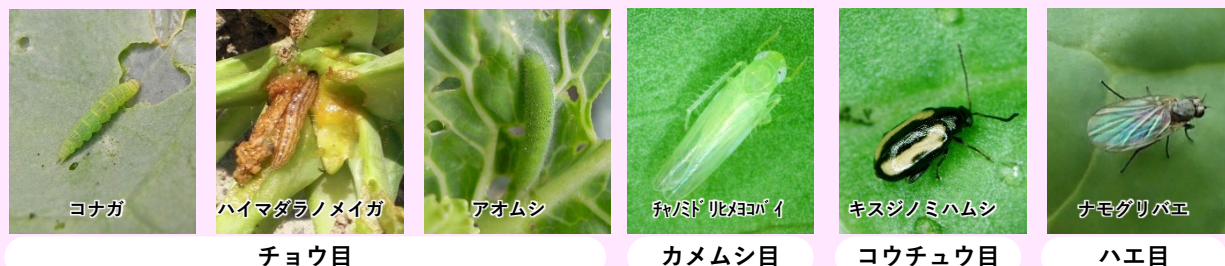 コナガ
ハイマダラノメイガ
アオムシ
ﾁｬﾉﾐﾄﾞﾘﾋﾒﾖｺﾊﾞｲ
キスジノミハムシ
ナモグリバエ
チョウ目
カメムシ目
コウチュウ目
ハエ目